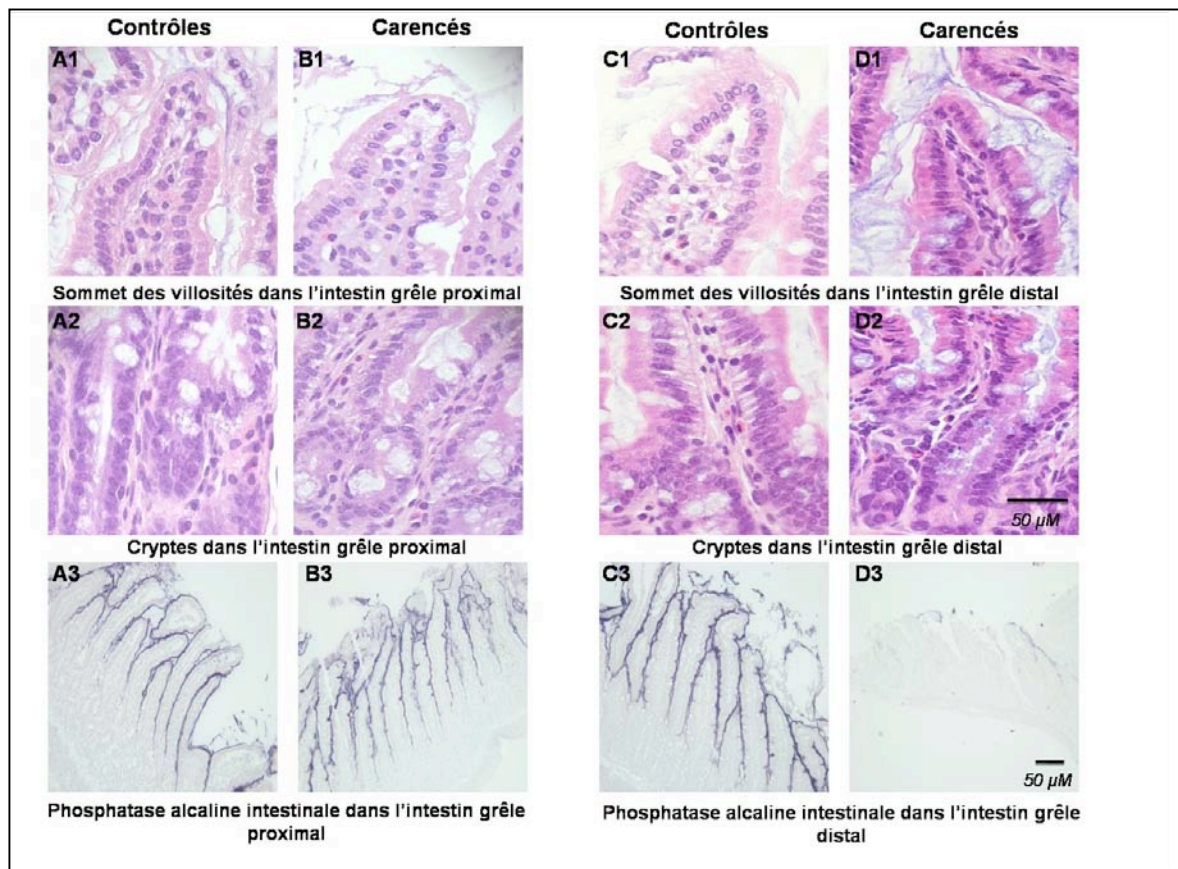 Contrôles Carencés Contrôles Carencés
A1 B1 C1 D1
Sommet des villosités dans l'intestin grêle proximal Sommet des villosités dans l'intestin grêle distal
A2 B2 C2 D2
50 µM
Cryptes dans l'intestin grêle proximal Cryptes dans l'intestin grêle distal
A3 B3 C3 D3
50 µM
Phosphatase alcaline intestinale dans l'intestin grêle
proximal
Phosphatase alcaline intestinale dans l'intestin grêle
distal